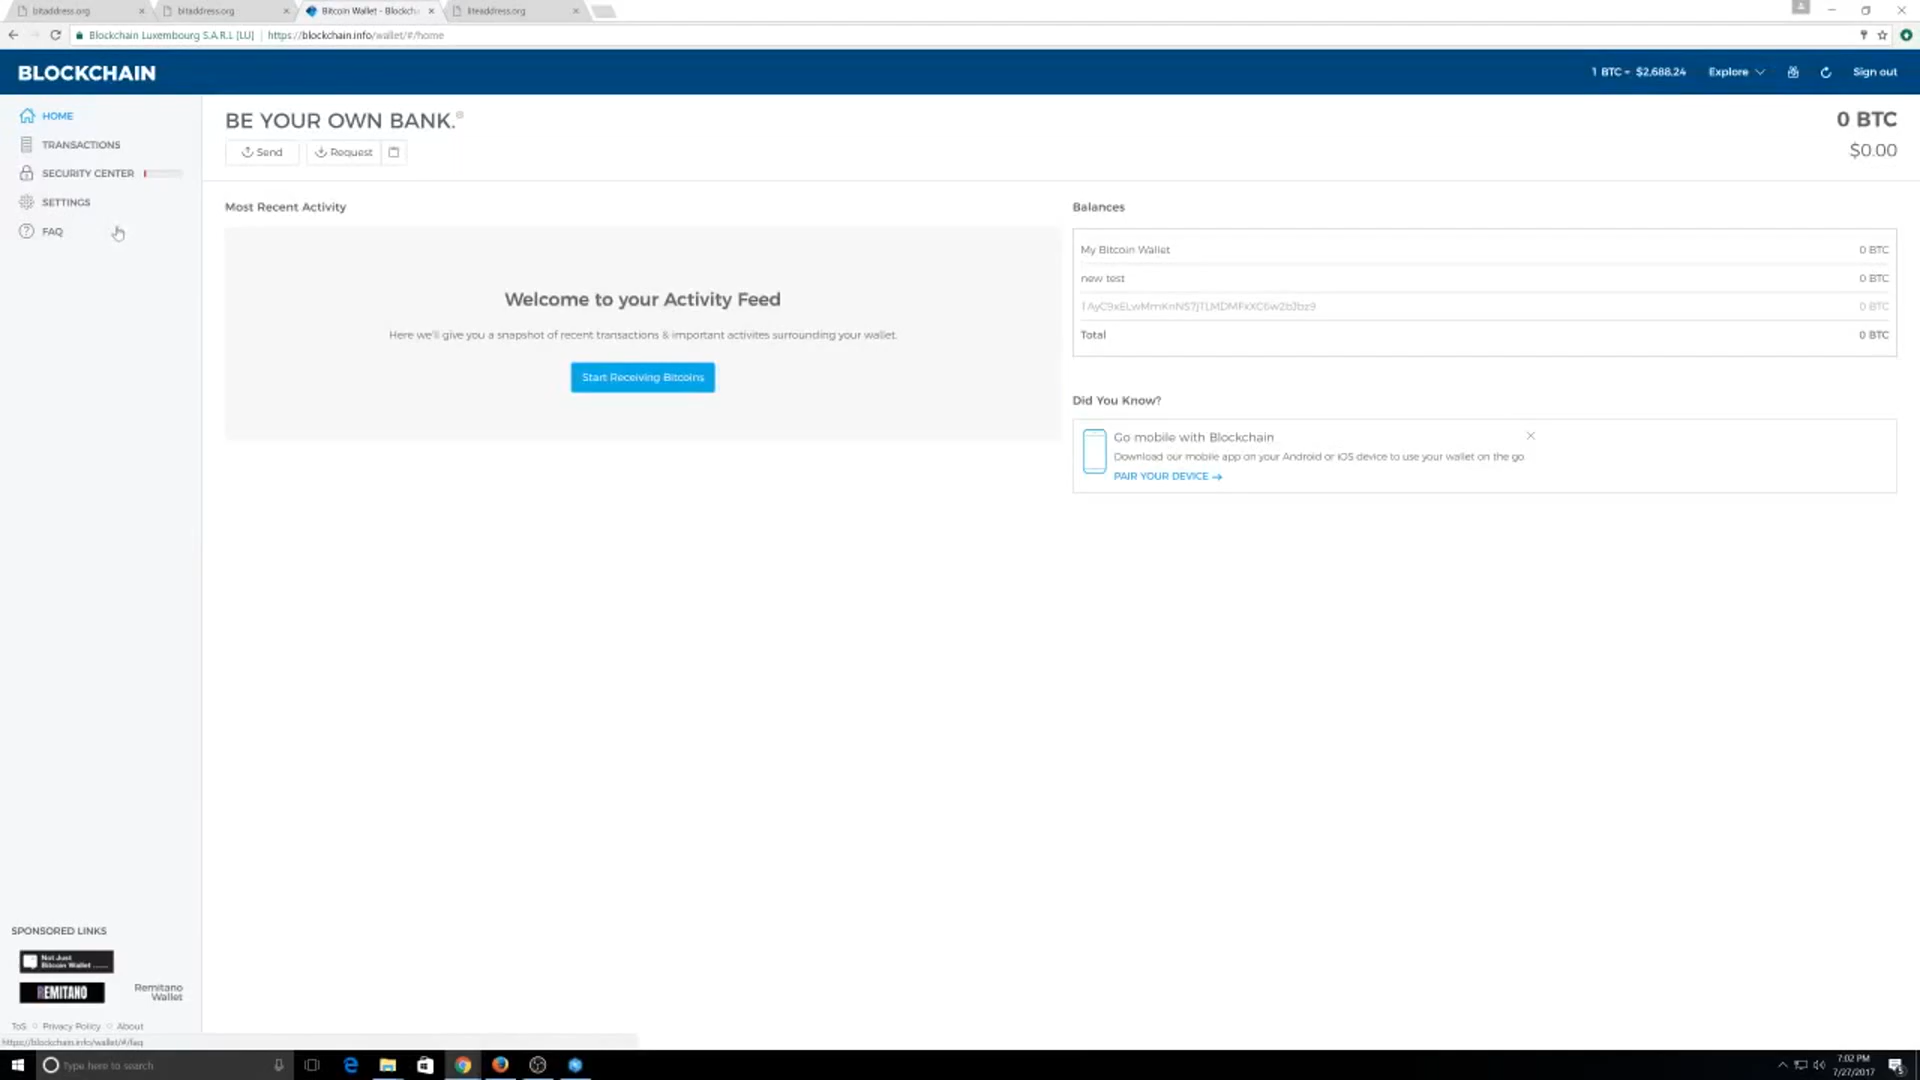 bitaddress.org
bitaddress.org
Bitcoin Wallet - Blockch
liteaddress.org
Blockchain Luxembourg S.A.R.L [LU]
https://blockchain.info/wallet/#/home
BLOCKCHAIN
1 BTC = $2,688.24
Explore
Sign out
HOME
TRANSACTIONS
SECURITY CENTER
SETTINGS
FAQ
BE YOUR OWN BANK.®
Send
Request
0 BTC
$0.00
Most Recent Activity
Welcome to your Activity Feed
Here we'll give you a snapshot of recent transactions & important activites surrounding your wallet.
Start Receiving Bitcoins
Balances
My Bitcoin Wallet 0 BTC
new test 0 BTC
0 BTC
Total 0 BTC
Did You Know?
Go mobile with Blockchain
Download our mobile app on your Android or iOS device to use your wallet on the go.
PAIR YOUR DEVICE →
SPONSORED LINKS
Not Just
Bitcoin Wallet
REMITANO
Remitano
Wallet
ToS
Privacy Policy
About
https://blockchain.info/wallet/#/faq
Type here to search
7:02 PM
7/27/2017